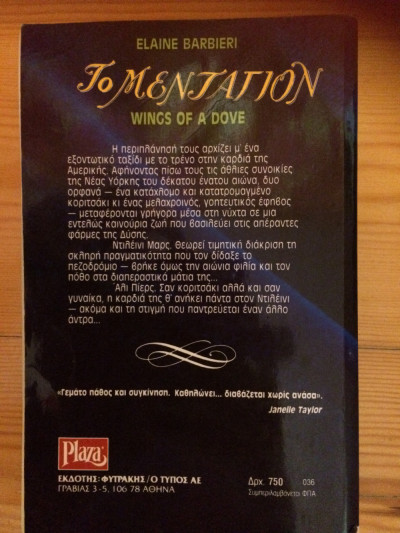 ELAINE BARBIERI
Το ΜΕΝΤΑΓΙΟΝ
WINGS OF A DOVE
Η περιπλάνησή τους αρχίζει μ' ένα
εξοντωτικό ταξίδι με το τρένο στην καρδιά της
Αμερικής. Αφήνοντας πίσω τους τις άθλιες συνοικίες
της Νέας Υόρκης του δέκατου ένατου αιώνα, δυο
ορφανά — ένα κατάχλομο και κατατρομαγμένο
κοριτσάκι κι ένας μελαχροινός, γοητευτικός έφηβος
— μεταφέρονται γρήγορα μέσα στη νύχτα σε μια
εντελώς καινούρια ζωή που βασιλεύει στις απέραντες
φάρμες της Δύσης.
Ντιλέινι Μαρς. Θεωρεί τιμητική διάκριση τη
σκληρή πραγματικότητα που τον δίδαξε το
πεζοδρόμιο — βρήκε όμως την αιώνια φιλία και τον
πόθο στα διαπεραστικά μάτια της...
Άλι Πίερς. Σαν κοριτσάκι αλλά και σαν
γυναίκα, η καρδιά της θ' ανήκει πάντα στον Ντιλέινι
— ακόμα και τη στιγμή που παντρεύεται έναν άλλο
άντρα...
«Γεμάτο πάθος και συγκίνηση. Καθηλώνει... διαβάζεται χωρίς ανάσα».
Janelle Taylor
Plaza
ΕΚΔΟΤΗΣ: ΦΥΤΡΑΚΗΣ/Ο ΤΥΠΟΣ ΑΕ
ΓΡΑΒΙΑΣ 3-5, 106 78 ΑΘΗΝΑ
Δρχ. 750 036
Συμπεριλαμβάνεται ΦΠΑ